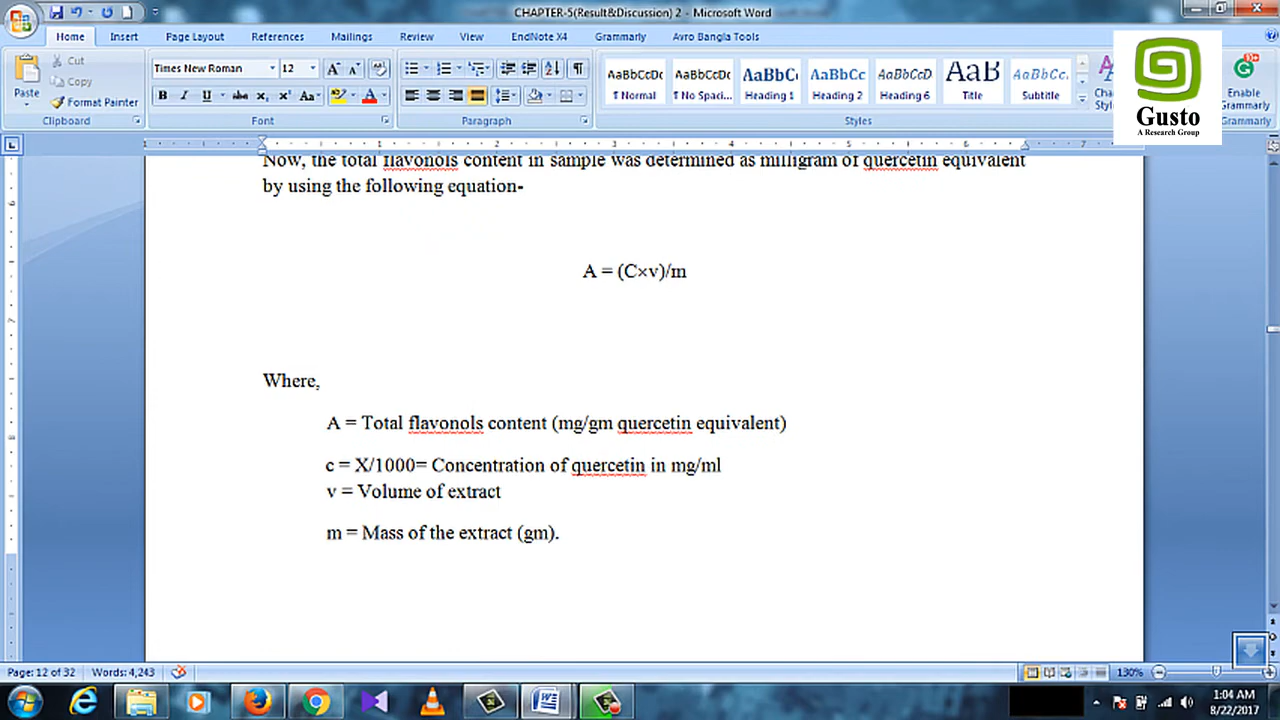 CHAPTER-5(Result&Discussion) 2 - Microsoft Word
Home Insert Page Layout References Mailings Review View EndNote X4 Grammarly Avro Bangla Tools
Cut
Copy
Format Painter
Paste
Clipboard
Times New Roman 12
B I U abc x₂ x² Aa
Font
Paragraph
AaBbCcDc AaBbCcDc AaBbCc AaBbCc AaBbCcD AaB AaBbCc.
¶ Normal ¶ No Spaci... Heading 1 Heading 2 Heading 6 Title Subtitle
Styles
Enable
Grammarly
Grammarly
Gusto
A Research Group
Now, the total flavonols content in sample was determined as milligram of quercetin equivalent
by using the following equation-
A = (C×v)/m
Where,
A = Total flavonols content (mg/gm quercetin equivalent)
c = X/1000= Concentration of quercetin in mg/ml
v = Volume of extract
m = Mass of the extract (gm).
Page: 12 of 32 Words: 4,243
130%
1:04 AM
8/22/2017